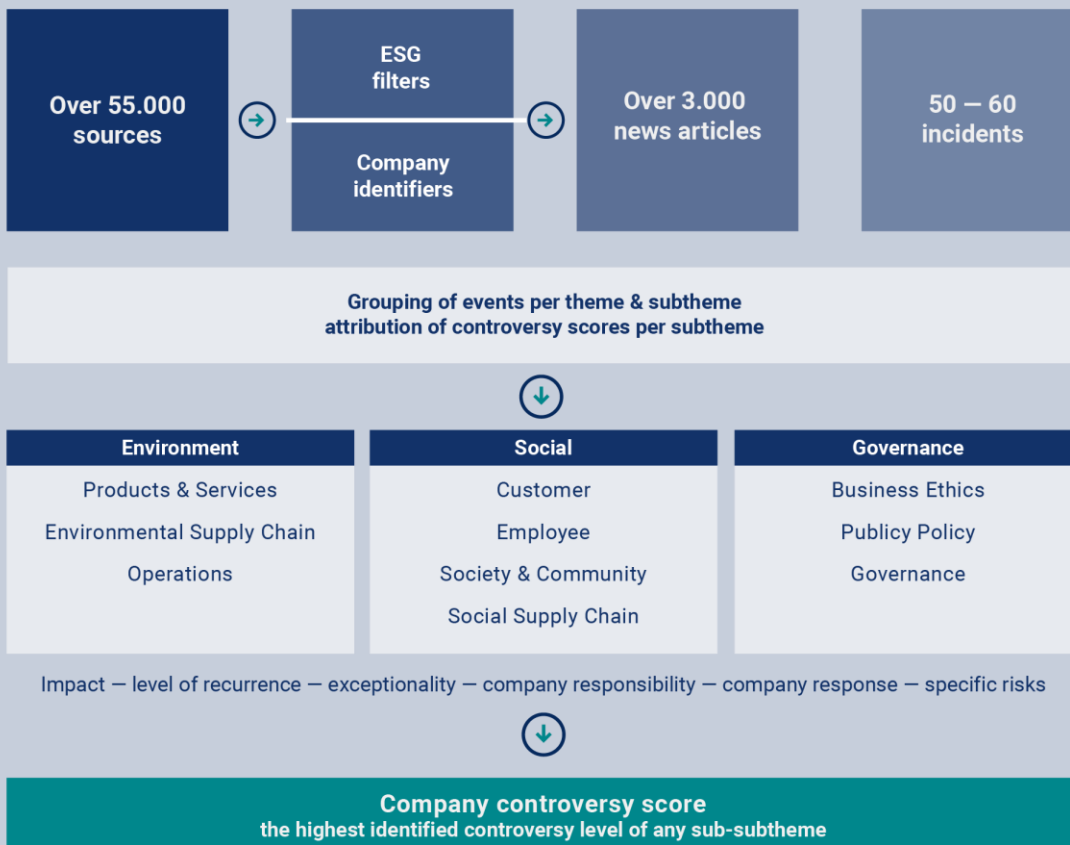 Over 55.000
sources
ESG
filters
Company
identifiers
Over 3.000
news articles
50 — 60
incidents
Grouping of events per theme & subtheme
attribution of controversy scores per subtheme
Environment
Products & Services
Environmental Supply Chain
Operations
Social
Customer
Employee
Society & Community
Social Supply Chain
Governance
Business Ethics
Publicy Policy
Governance
Impact — level of recurrence — exceptionality — company responsibility — company response — specific risks
Company controversy score
the highest identified controversy level of any sub-subtheme